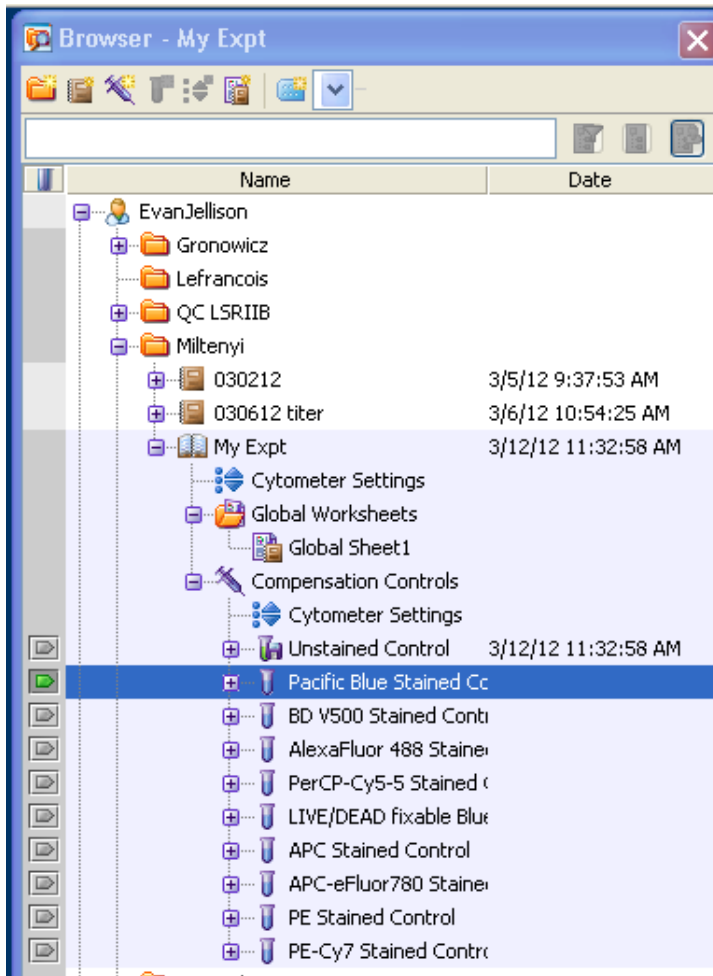 Browser - My Expt
Name Date
EvanJellison
Gronowicz
Lefrancois
QC LSRIIB
Miltenyi
030212 3/5/12 9:37:53 AM
030612 titer 3/6/12 10:54:25 AM
My Expt 3/12/12 11:32:58 AM
Cytometer Settings
Global Worksheets
Global Sheet1
Compensation Controls
Cytometer Settings
Unstained Control 3/12/12 11:32:58 AM
Pacific Blue Stained Cc
BD V500 Stained Conti
AlexaFluor 488 Staine
PerCP-Cy5-5 Stained
LIVE/DEAD fixable Blue
APC Stained Control
APC-eFluor780 Staine
PE Stained Control
PE-Cy7 Stained Contr